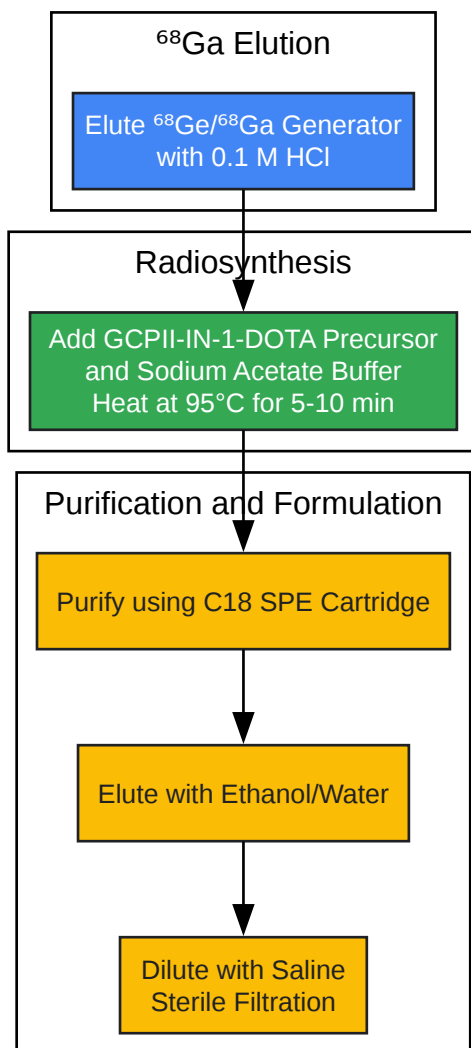 ⁶⁸Ga Elution
Elute ⁶⁸Ge/⁶⁸Ga Generator
with 0.1 M HCl
Radiosynthesis
Add GCPII-IN-1-DOTA Precursor
and Sodium Acetate Buffer
Heat at 95°C for 5-10 min
Purification and Formulation
Purify using C18 SPE Cartridge
Elute with Ethanol/Water
Dilute with Saline
Sterile Filtration